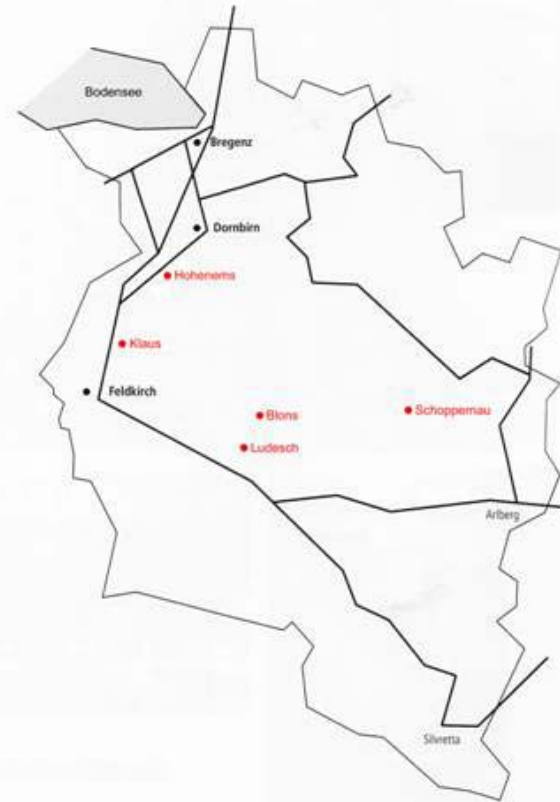 Bodensee
Bregenz
Dornbirn
Hohenems
Klaus
Feldkirch
Blons
Schoppernau
Ludesch
Arlberg
Silvretta